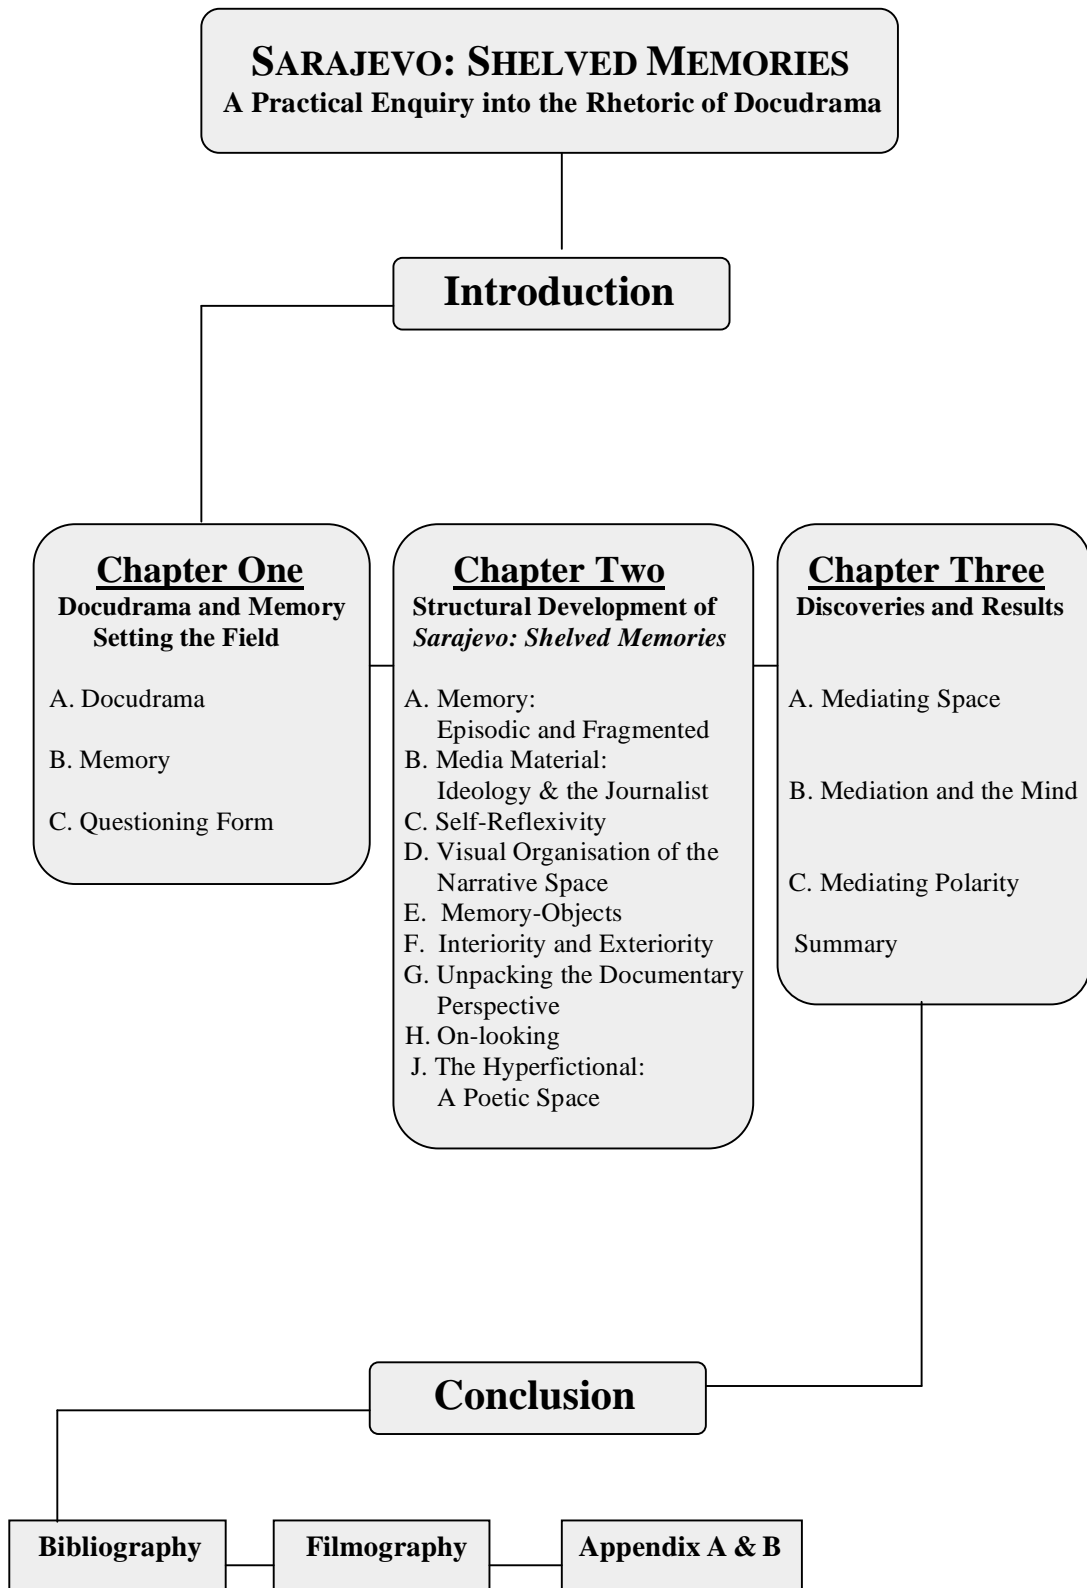 SARAJEVO: SHELVED MEMORIES
A Practical Enquiry into the Rhetoric of Docudrama
Introduction
Chapter One
Docudrama and Memory
Setting the Field
A. Docudrama
B. Memory
C. Questioning Form
Chapter Two
Structural Development of
Sarajevo: Shelved Memories
A. Memory:
Episodic and Fragmented
B. Media Material:
Ideology & the Journalist
C. Self-Reflexivity
D. Visual Organisation of the
Narrative Space
E. Memory-Objects
F. Interiority and Exteriority
G. Unpacking the Documentary
Perspective
H. On-looking
J. The Hyperfictional:
A Poetic Space
Chapter Three
Discoveries and Results
A. Mediating Space
B. Mediation and the Mind
C. Mediating Polarity
Summary
Conclusion
Bibliography
Filmography
Appendix A & B